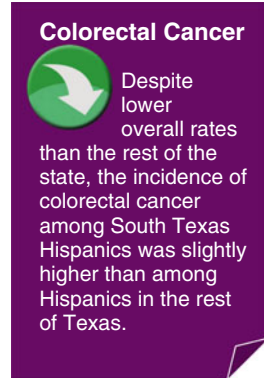 Colorectal Cancer
Despite
lower
overall rates
than the rest of the
state, the incidence of
colorectal cancer
among South Texas
Hispanics was slightly
higher than among
Hispanics in the rest
of Texas.